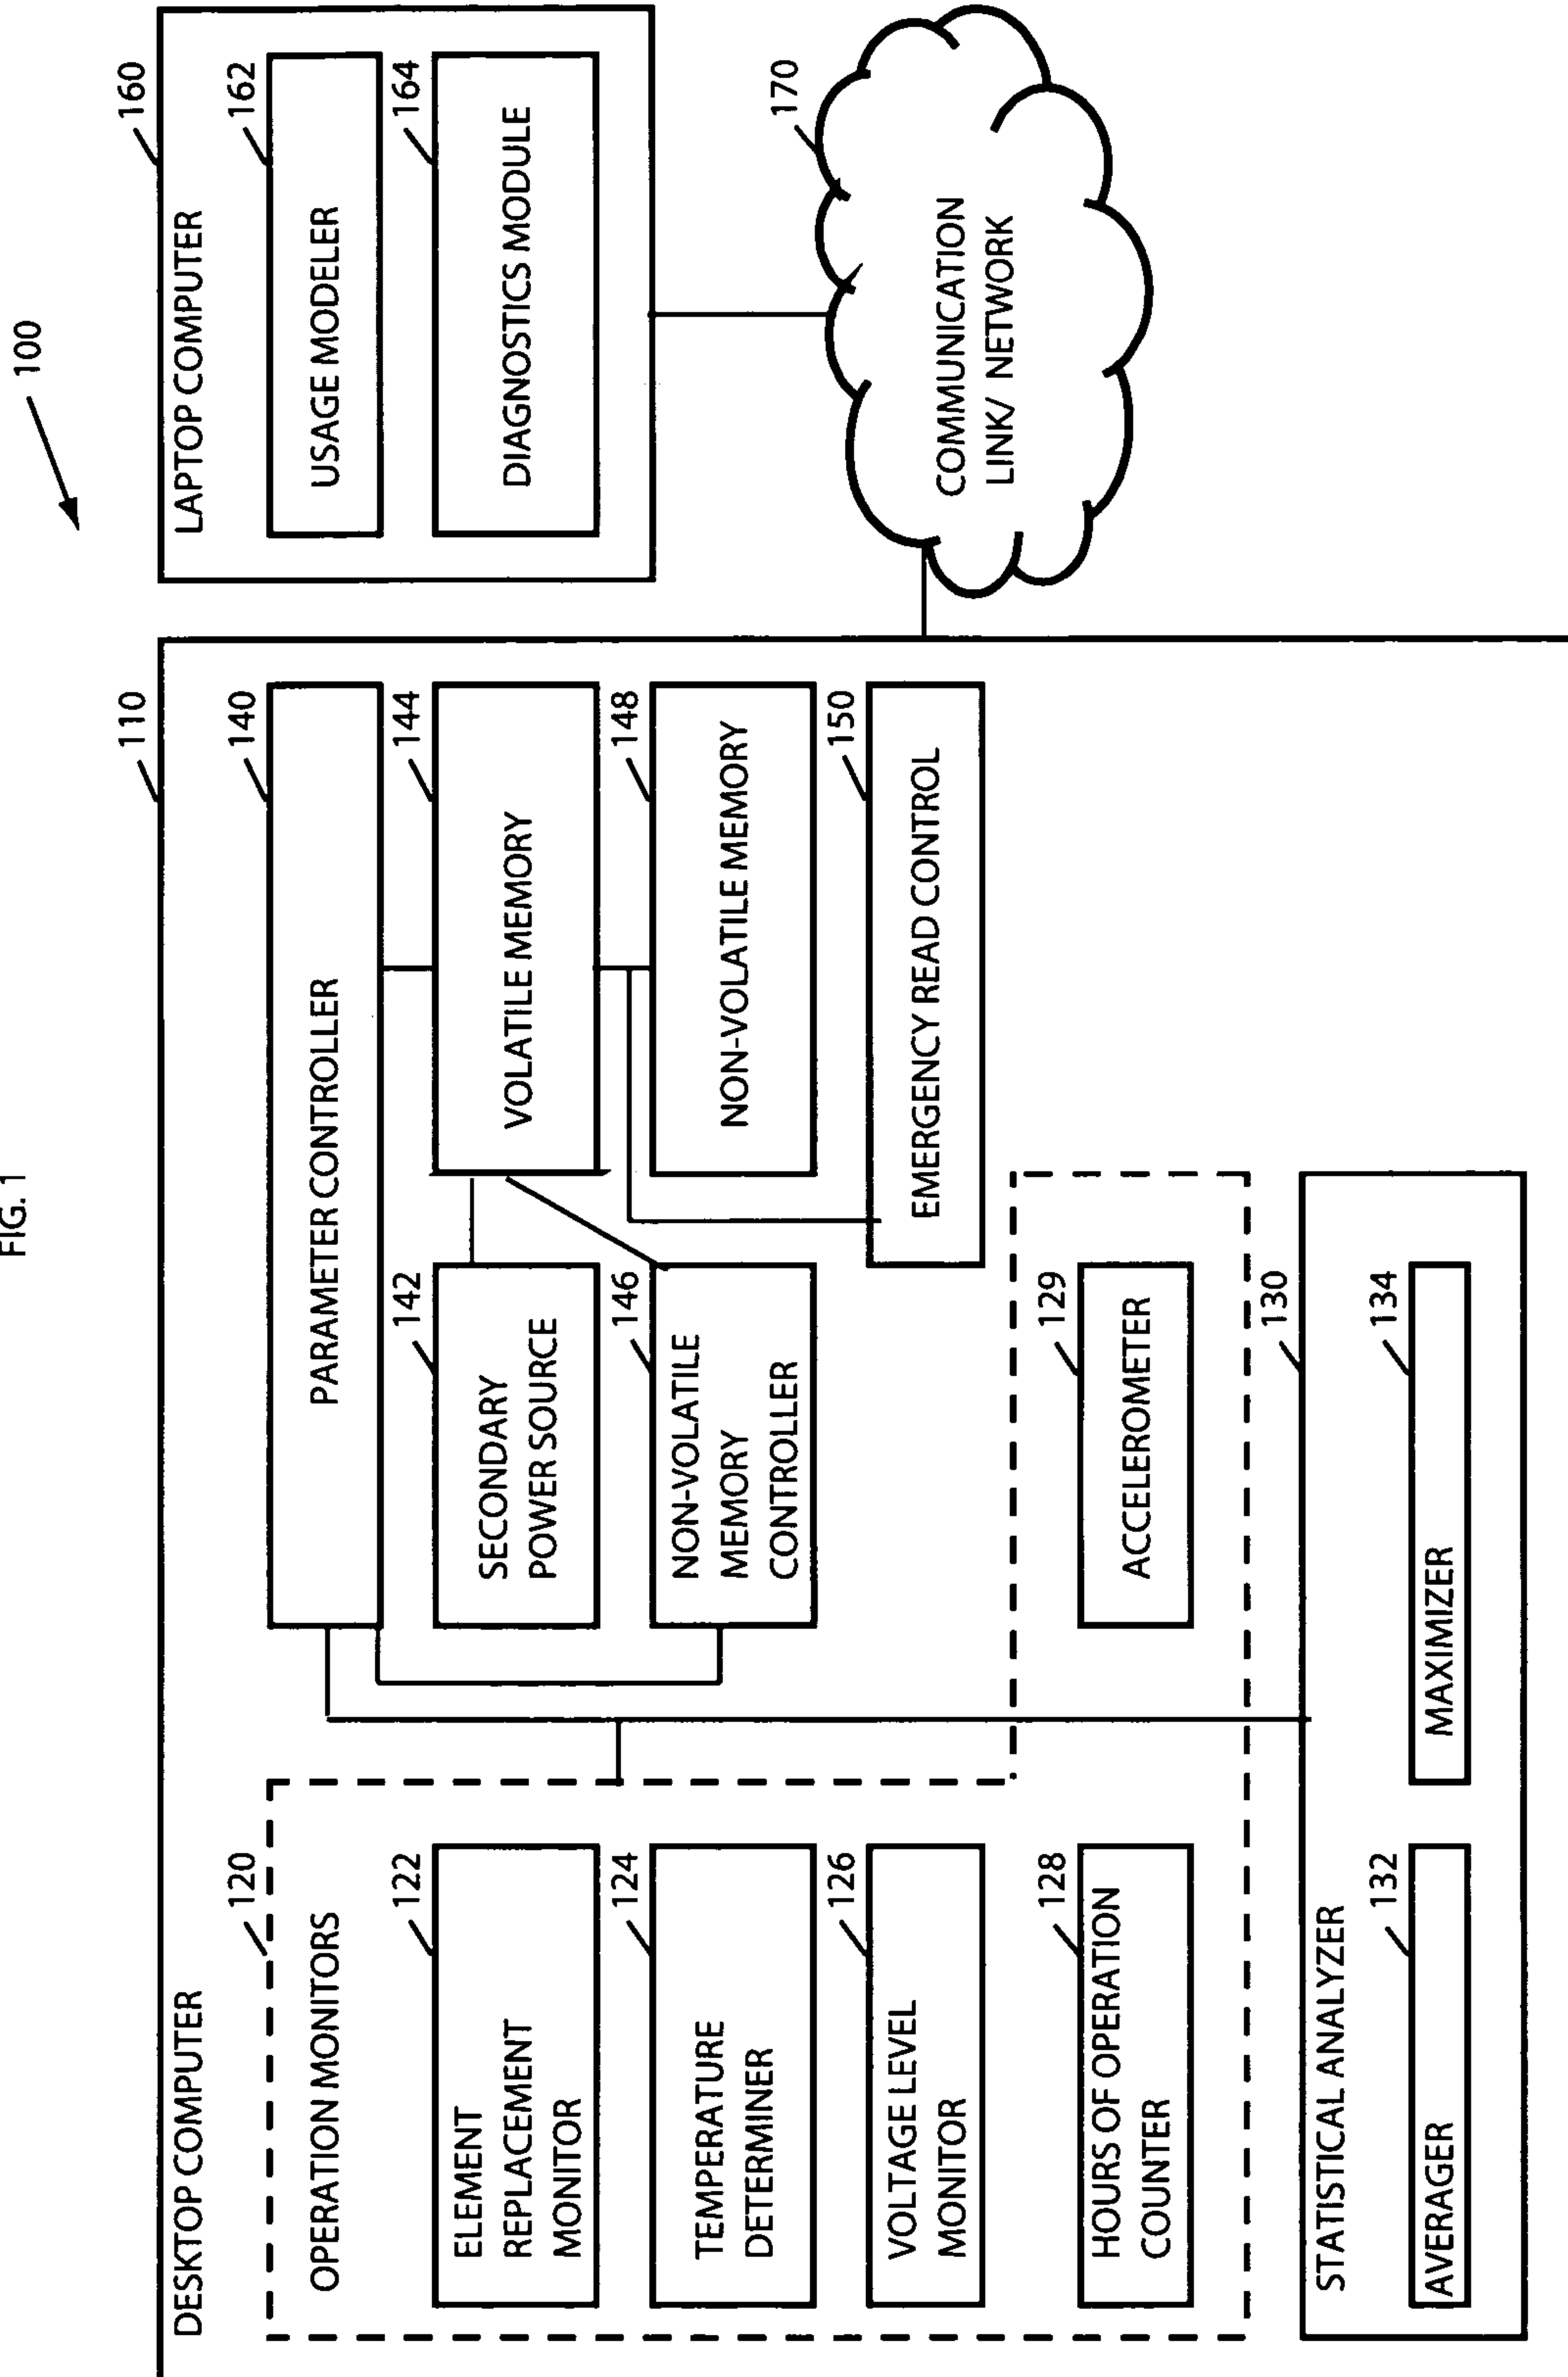 FIG. 1
100
DESKTOP COMPUTER
110
OPERATION MONITORS
120
ELEMENT
REPLACEMENT
MONITOR
122
TEMPERATURE
DETERMINER
124
VOLTAGE LEVEL
MONITOR
126
HOURS OF OPERATION
COUNTER
128
ACCELEROMETER
129
STATISTICAL ANALYZER
130
AVERAGER
132
MAXIMIZER
134
PARAMETER CONTROLLER
140
SECONDARY
POWER SOURCE
142
VOLATILE MEMORY
144
NON-VOLATILE
MEMORY
CONTROLLER
146
NON-VOLATILE MEMORY
148
EMERGENCY READ CONTROL
150
LAPTOP COMPUTER
160
USAGE MODELER
162
DIAGNOSTICS MODULE
164
COMMUNICATION
LINK/ NETWORK
170